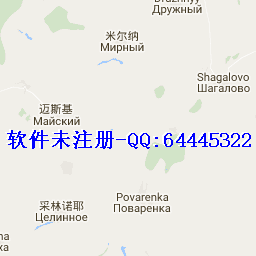 Druzhnyy
Дружный
米尔纳
Мирный
Shagalovo
Шагалово
迈斯基
Майский
软件未注册-QQ:64445322
Povarenka
Поваренка
采林诺耶
Целинное